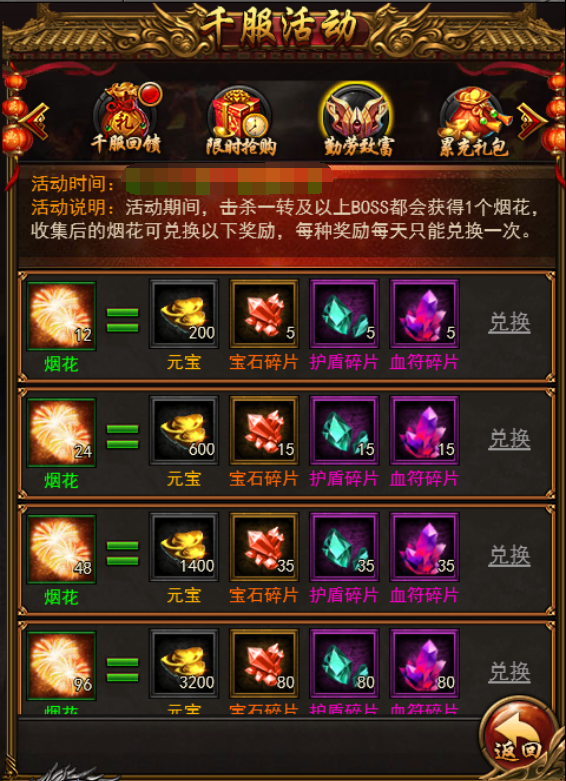 千服活动
千服回馈 限时抢购 勤劳致富 累充礼包
活动时间：
活动说明：活动期间，击杀一转及以上BOSS都会获得1个烟花，
收集后的烟花可兑换以下奖励，每种奖励每天只能兑换一次。
12 200 5 5 5
兑换
烟花 元宝 宝石碎片 护盾碎片 血符碎片
24 600 15 15 15
兑换
烟花 元宝 宝石碎片 护盾碎片 血符碎片
48 1400 35 35 35
兑换
烟花 元宝 宝石碎片 护盾碎片 血符碎片
96 3200 80 80 80
兑换
烟花 元宝 宝石碎片 护盾碎片 血符碎片
返回